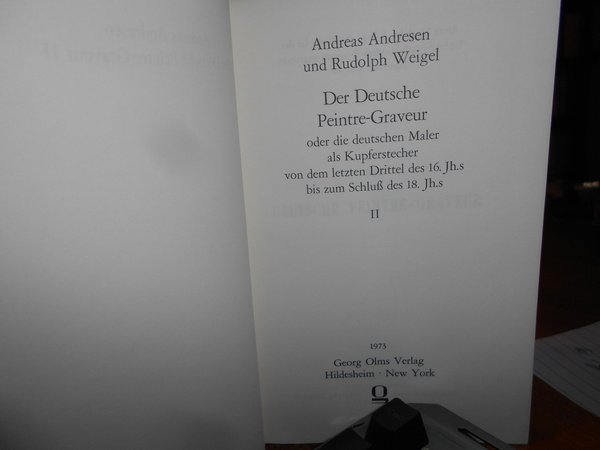 Andreas Andresen
und Rudolph Weigel
Der Deutsche
Peintre-Graveur
oder die deutschen Maler
als Kupferstecher
von dem letzten Drittel des 16. Jh.s
bis zum Schluß des 18. Jh.s
II
1973
Georg Olms Verlag
Hildesheim · New York